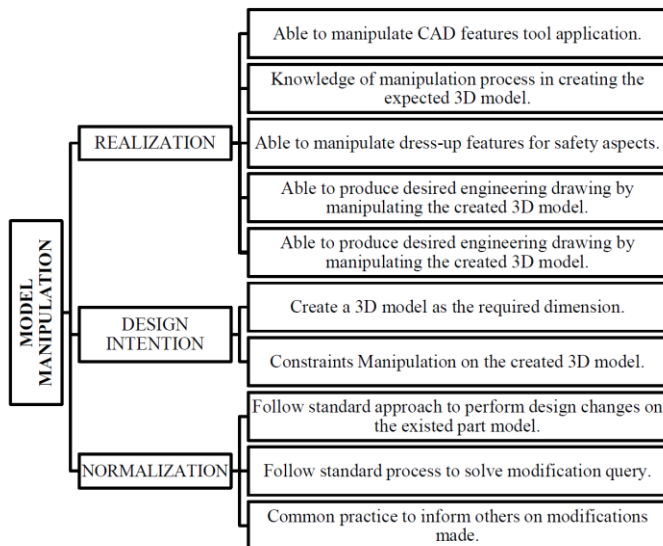 MODEL
MANIPULATION
REALIZATION
Able to manipulate CAD features tool application.
Knowledge of manipulation process in creating the
expected 3D model.
Able to manipulate dress-up features for safety aspects.
Able to produce desired engineering drawing by
manipulating the created 3D model.
Able to produce desired engineering drawing by
manipulating the created 3D model.
DESIGN
INTENTION
Create a 3D model as the required dimension.
Constraints Manipulation on the created 3D model.
NORMALIZATION
Follow standard approach to perform design changes on
the existed part model.
Follow standard process to solve modification query.
Common practice to inform others on modifications
made.